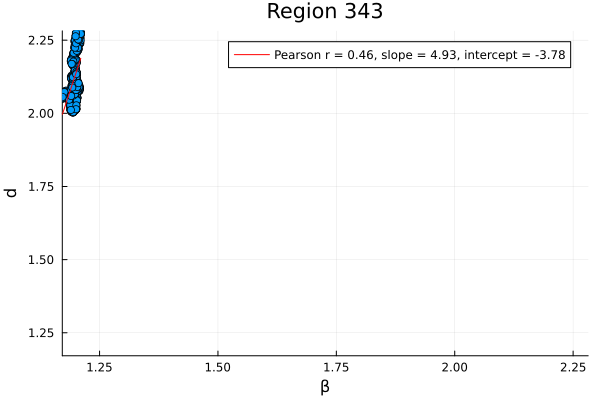 Region 343
Pearson r = 0.46, slope = 4.93, intercept = -3.78
d
2.25
2.00
1.75
1.50
1.25
1.25 1.50 1.75 2.00 2.25
β